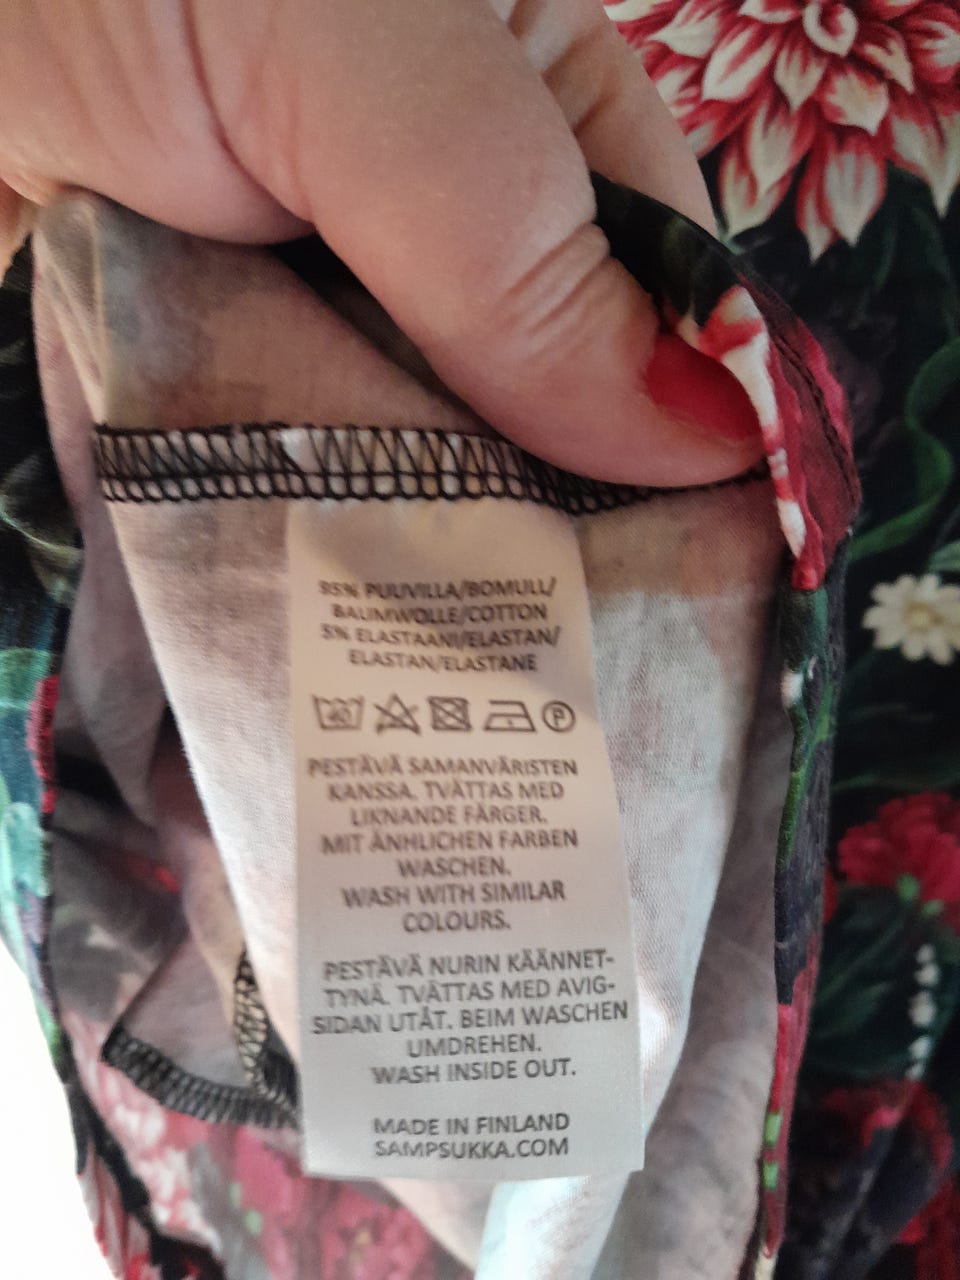 95% PUUVILLA/BOMULL/
BAUMWOLLE/COTTON
5% ELASTAANI/ELASTAN/
ELASTAN/ELASTANE
40
P
PESTÄVÄ SAMANVÄRISTEN
KANSSA. TVÄTTAS MED
LIKNANDE FÄRGER.
MIT ÄNHLICHEN FARBEN
WASCHEN.
WASH WITH SIMILAR
COLOURS.
PESTÄVÄ NURIN KÄÄNNET-
TYNÄ. TVÄTTAS MED AVIG-
SIDAN UTÅT. BEIM WASCHEN
UMDREHEN.
WASH INSIDE OUT.
MADE IN FINLAND
SAMPSUKKA.COM